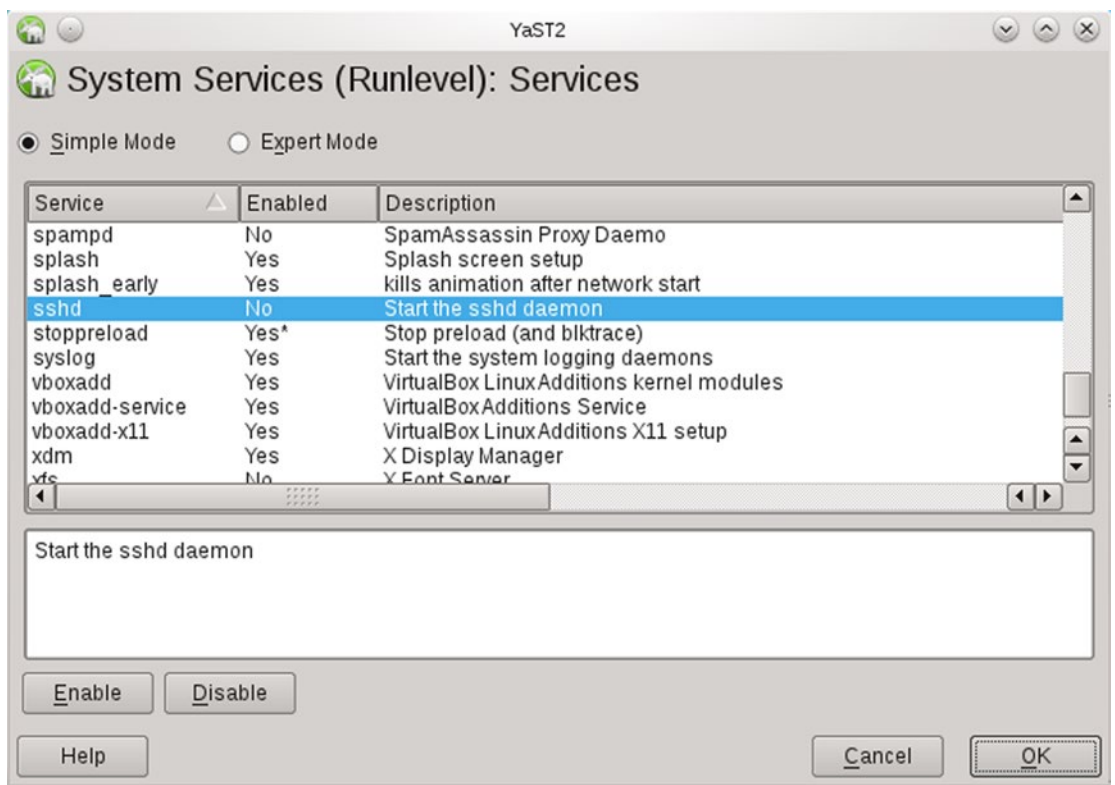 YaST2
System Services (Runlevel): Services
Simple Mode Expert Mode
Service Enabled Description
spampd No SpamAssassin Proxy Daemo
splash Yes Splash screen setup
splash_early Yes kills animation after network start
sshd No Start the sshd daemon
stoppreload Yes* Stop preload (and blktrace)
syslog Yes Start the system logging daemons
vboxadd Yes VirtualBox Linux Additions kernel modules
vboxadd-service Yes VirtualBox Additions Service
vboxadd-x11 Yes VirtualBox Linux Additions X11 setup
xdm Yes X Display Manager
xfs No X Font Server
Start the sshd daemon
Enable Disable
Help Cancel OK